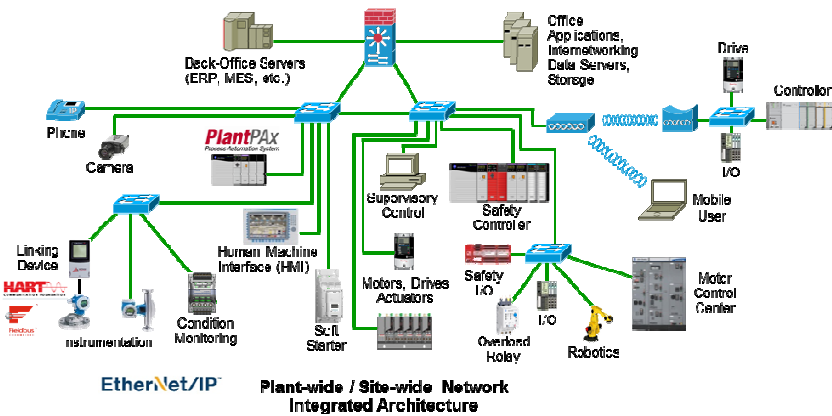 Back-Office Servers
(ERP, MES, etc.)
Office
Applications,
Internetworking
Data Servers,
Storage
Drive
Controller
I/O
Phone
Camera
PlantPAx
Process Automation System
Supervisory
Control
Safety
Controller
Mobile
User
Linking
Device
HART
Fieldbus
Instrumentation
Condition
Monitoring
Human Machine
Interface (HMI)
Soft
Starter
Motors, Drives
Actuators
Safety
I/O
Overload
Relay
I/O
Robotics
Motor
Control
Center
EtherNet/IP™
Plant-wide / Site-wide Network
Integrated Architecture